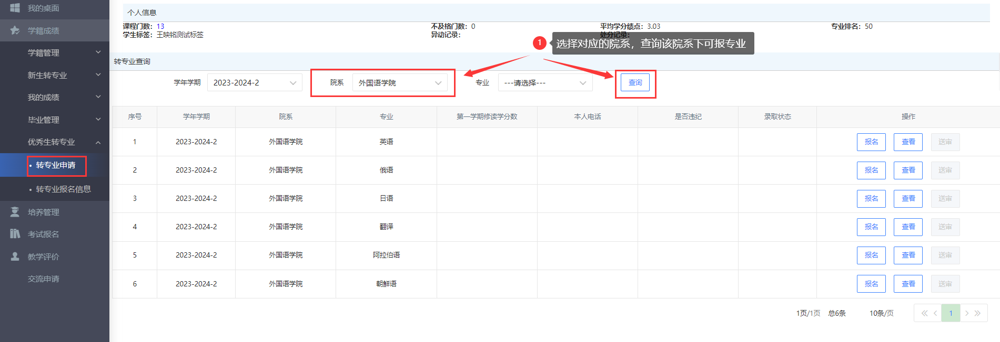 我的桌面
学籍成绩
学籍管理
新生转专业
我的成绩
毕业管理
优秀生转专业
• 转专业申请
• 转专业报名信息
培养管理
考试报名
教学评价
交流申请
个人信息
课程门数：13 不及格门数：0 平均学分绩点：3.03 专业排名：50
学生标签：王映铭测试标签 异动记录： 处分记录：
1 选择对应的院系，查询该院系下可报专业
转专业查询
学年学期 2023-2024-2 院系 外国语学院 专业 ---请选择--- 查询
序号 学年学期 院系 专业 第一学期修读学分数 本人电话 是否违纪 录取状态 操作
1 2023-2024-2 外国语学院 英语 报名 查看 送审
2 2023-2024-2 外国语学院 俄语 报名 查看 送审
3 2023-2024-2 外国语学院 日语 报名 查看 送审
4 2023-2024-2 外国语学院 翻译 报名 查看 送审
5 2023-2024-2 外国语学院 阿拉伯语 报名 查看 送审
6 2023-2024-2 外国语学院 朝鲜语 报名 查看 送审
1页/1页 总6条 10条/页 1